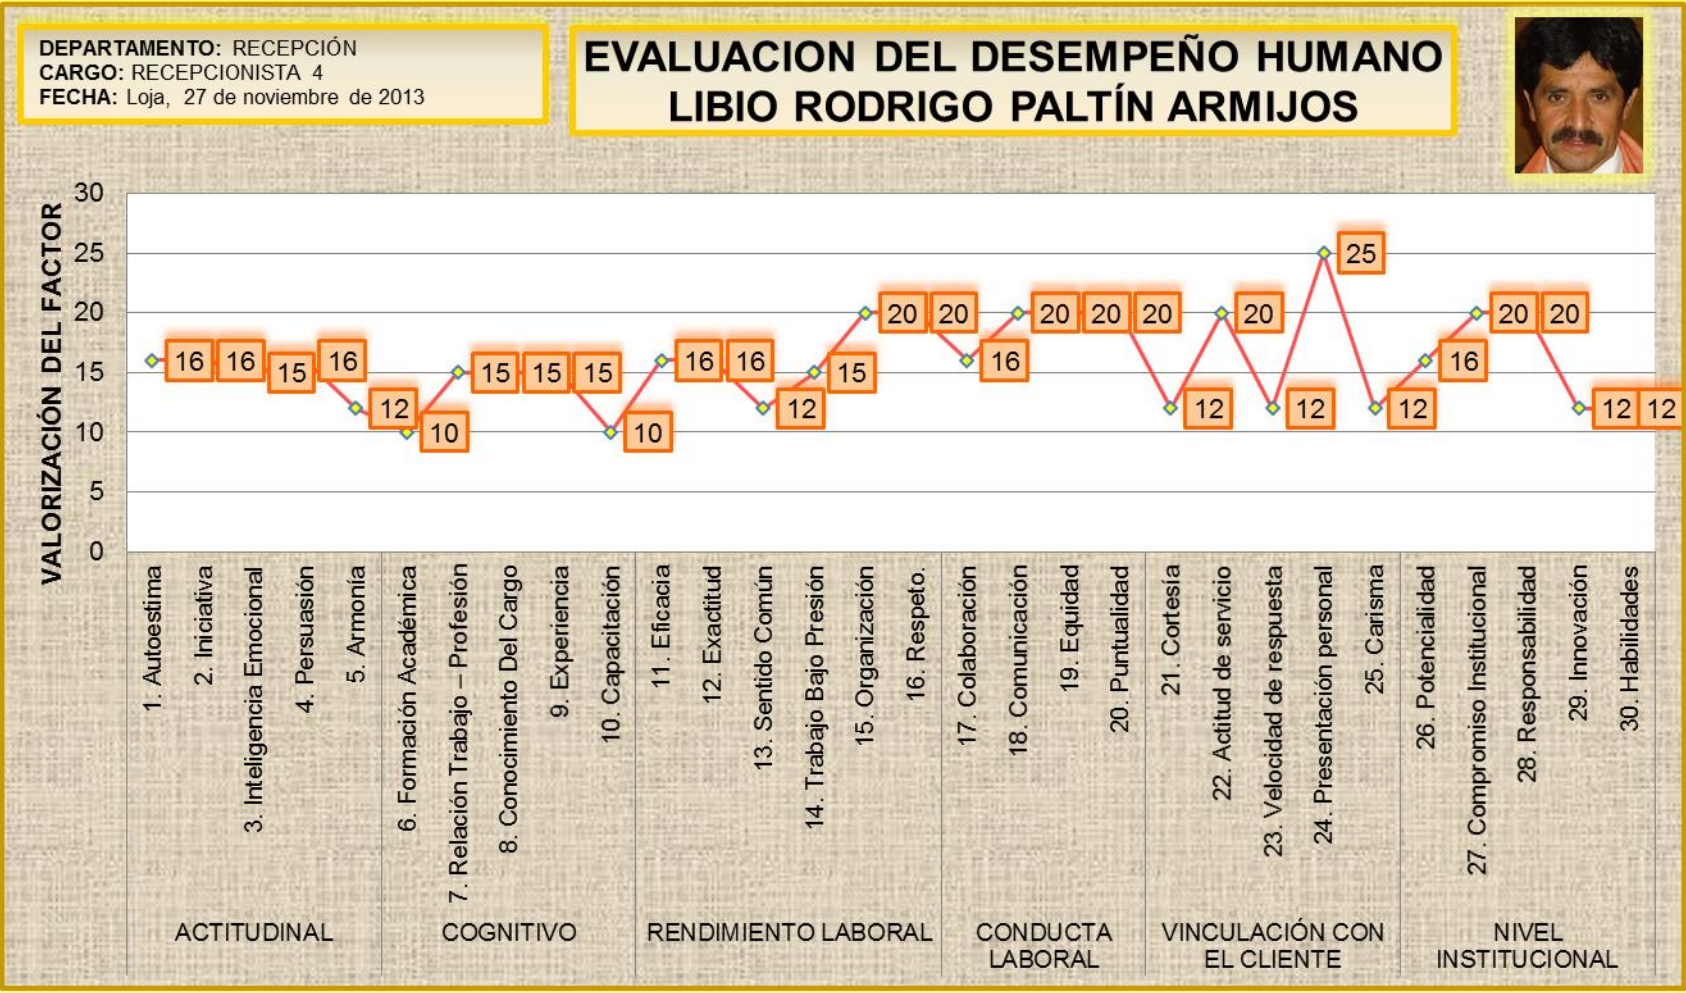 DEPARTAMENTO: RECEPCIÓN
CARGO: RECEPCIONISTA 4
FECHA: Loja, 27 de noviembre de 2013
EVALUACION DEL DESEMPEÑO HUMANO
LIBIO RODRIGO PALTÍN ARMIJOS
VALORIZACIÓN DEL FACTOR
30
25
20
15
10
5
0
16
16
15
16
12
10
15
15
15
10
16
16
12
15
20
20
16
20
20
20
12
20
12
25
12
16
20
20
12
12
1. Autoestima
2. Iniciativa
3. Inteligencia Emocional
4. Persuasión
5. Armonía
6. Formación Académica
7. Relación Trabajo – Profesión
8. Conocimiento Del Cargo
9. Experiencia
10. Capacitación
11. Eficacia
12. Exactitud
13. Sentido Común
14. Trabajo Bajo Presión
15. Organización
16. Respeto.
17. Colaboración
18. Comunicación
19. Equidad
20. Puntualidad
21. Cortesía
22. Actitud de servicio
23. Velocidad de respuesta
24. Presentación personal
25. Carisma
26. Potencialidad
27. Compromiso Institucional
28. Responsabilidad
29. Innovación
30. Habilidades
ACTITUDINAL
COGNITIVO
RENDIMIENTO LABORAL
CONDUCTA
LABORAL
VINCULACIÓN CON
EL CLIENTE
NIVEL
INSTITUCIONAL